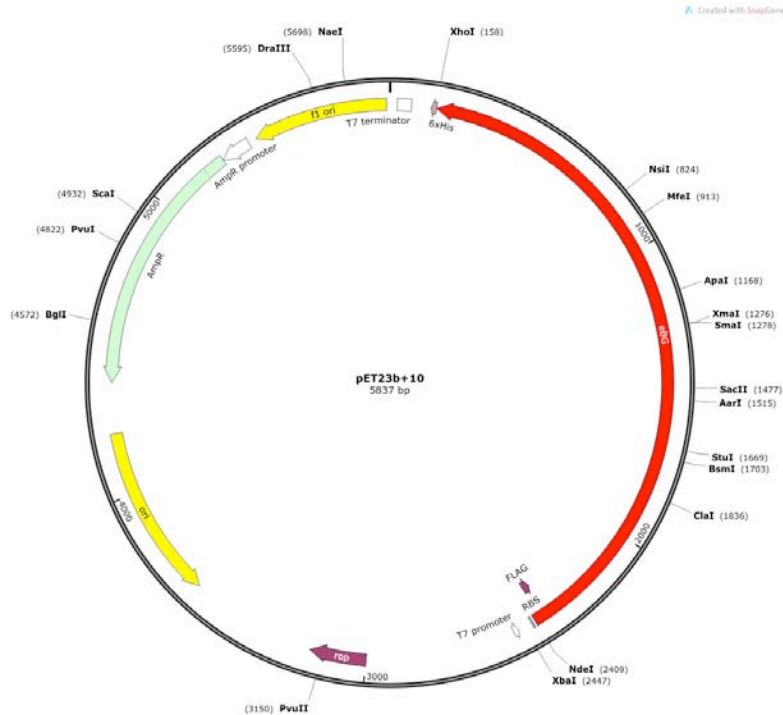 Created with SnapGene
(5698) NaeI
XhoI (158)
(5595) DraIII
f1 ori
T7 terminator
6xHis
AmpR promoter
NsiI (824)
MfeI (913)
(4932) ScaI
5000
1000
(4822) PvuI
AmpR
ApaI (1168)
(4572) BglI
XmaI (1276)
SmaI (1278)
eBG
pET23b+10
5837 bp
SacII (1477)
AarI (1515)
StuI (1669)
BsmI (1703)
4000
ori
ClaI (1836)
2000
FLAG
RBS
T7 promoter
rop
3000
NdeI (2409)
XbaI (2447)
(3150) PvuII